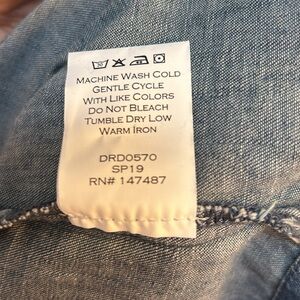 MACHINE WASH COLD
GENTLE CYCLE
WITH LIKE COLORS
DO NOT BLEACH
TUMBLE DRY LOW
WARM IRON
DRD0570
SP19
RN# 147487